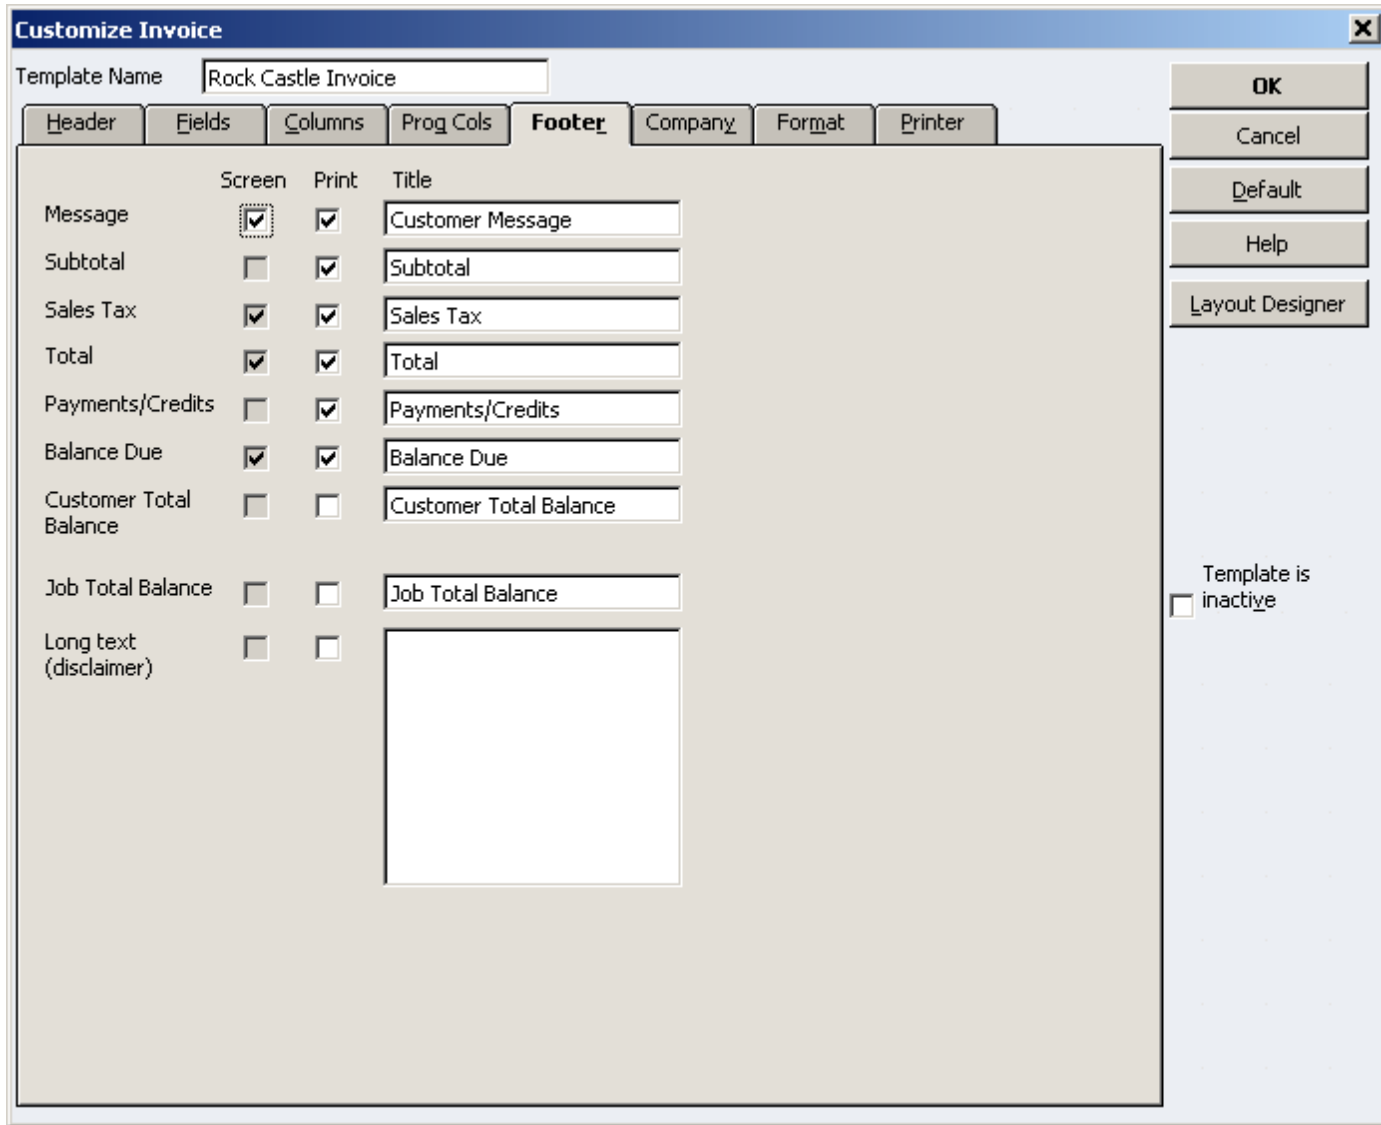 Customize Invoice
Template Name Rock Castle Invoice
OK
Header Fields Columns Prog Cols Footer Company Format Printer
Cancel
Screen Print Title
Default
Message Customer Message
Help
Subtotal Subtotal
Sales Tax Sales Tax
Layout Designer
Total Total
Payments/Credits Payments/Credits
Balance Due Balance Due
Customer Total
Balance
Customer Total Balance
Template is
inactive
Job Total Balance Job Total Balance
Long text
(disclaimer)